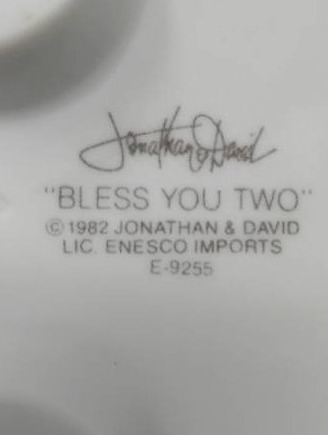 Jonathan & David
"BLESS YOU TWO"
© 1982 JONATHAN & DAVID
LIC. ENESCO IMPORTS
E-9255